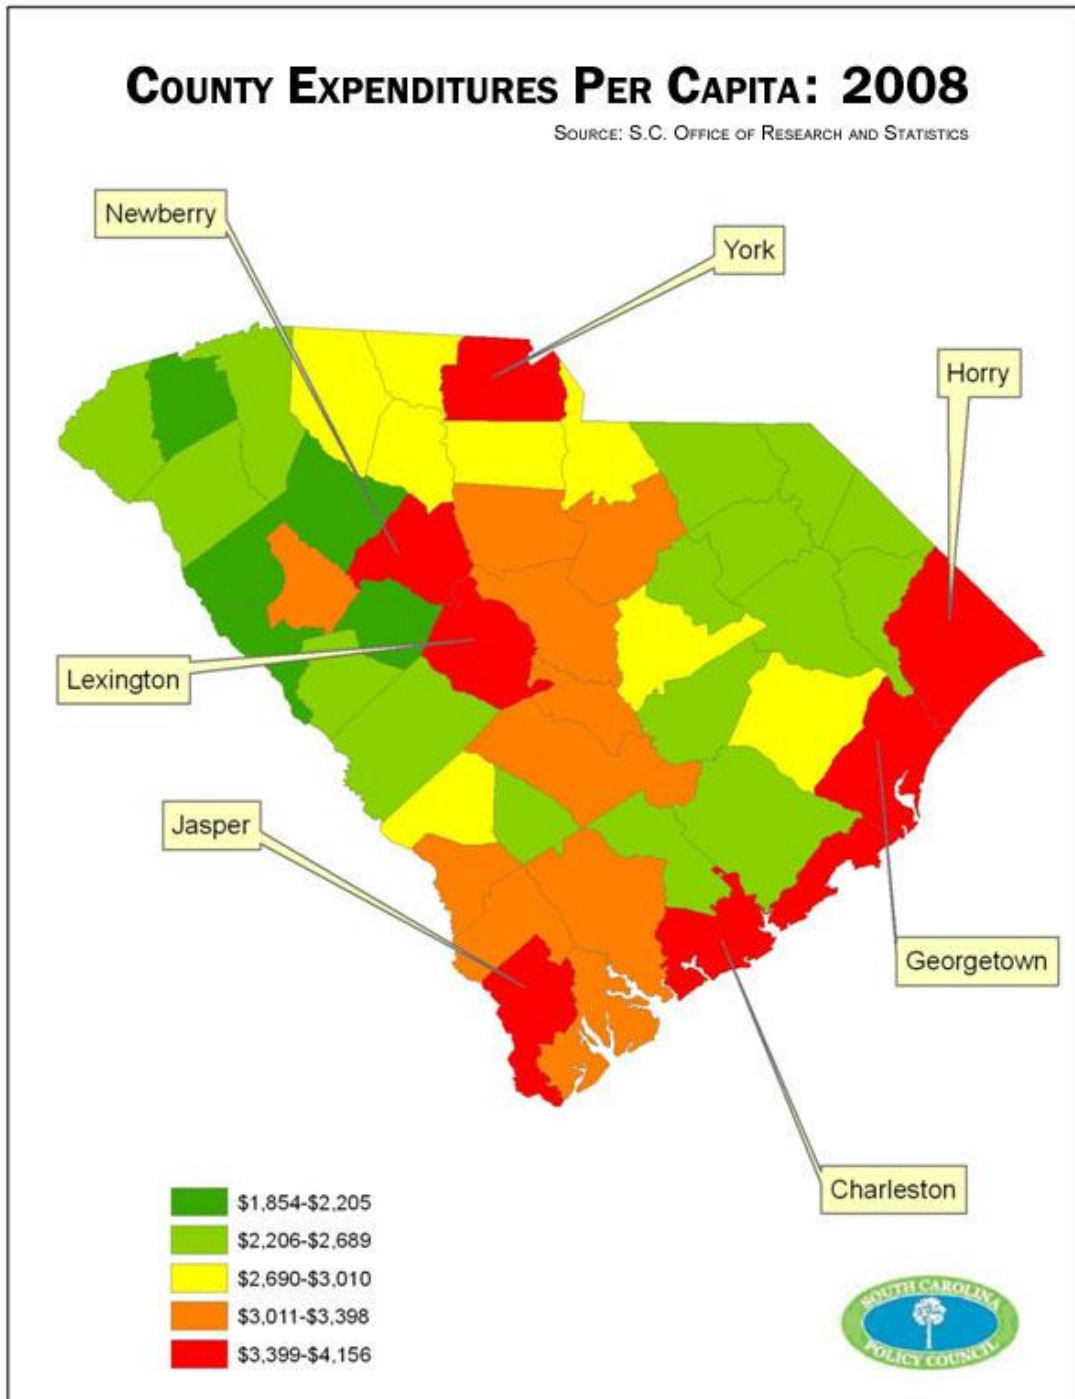 COUNTY EXPENDITURES PER CAPITA: 2008
SOURCE: S.C. OFFICE OF RESEARCH AND STATISTICS
Newberry
York
Horry
Lexington
Jasper
Georgetown
Charleston
$1,854-$2,205
$2,206-$2,689
$2,690-$3,010
$3,011-$3,398
$3,399-$4,156
SOUTH CAROLINA
POLICY COUNCIL